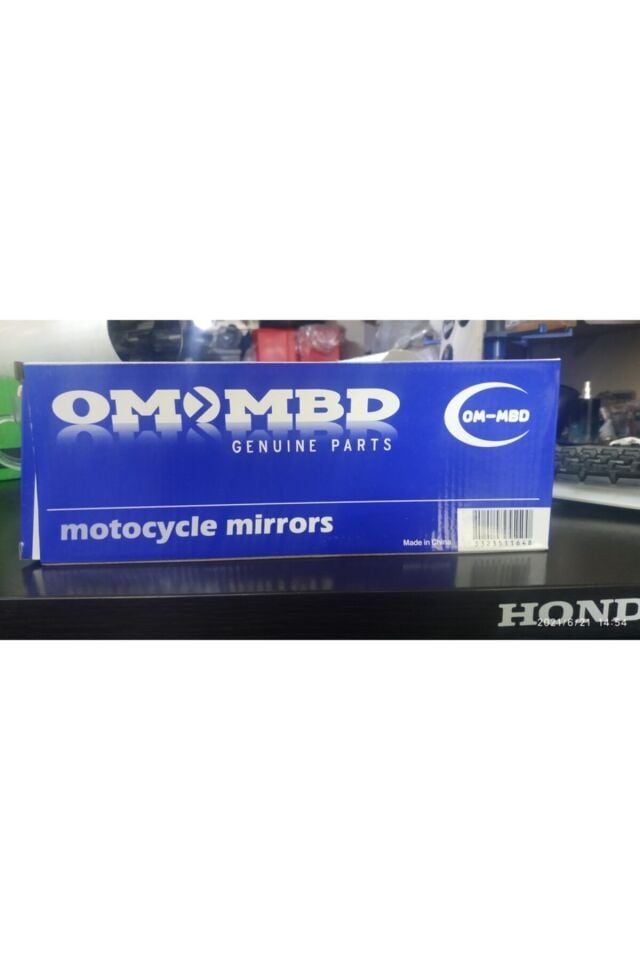 OM MBD
GENUINE PARTS
OM-MBD
motocycle mirrors
Made in China
HOND
2021/6/21 14:54